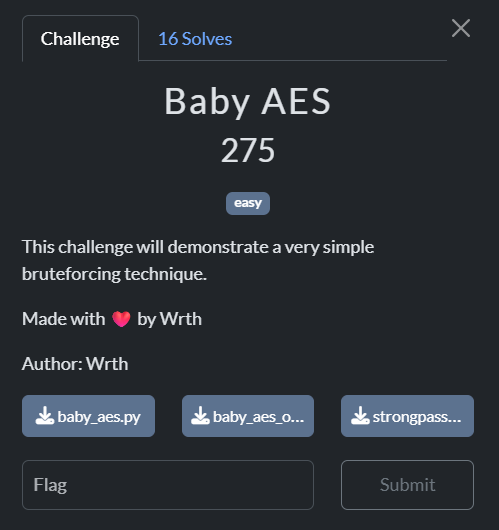 Challenge
16 Solves
Baby AES
275
easy
This challenge will demonstrate a very simple
bruteforcing technique.
Made with ❤️ by Wrth
Author: Wrth
baby_aes.py
baby_aes_o...
strongpass...
Flag
Submit